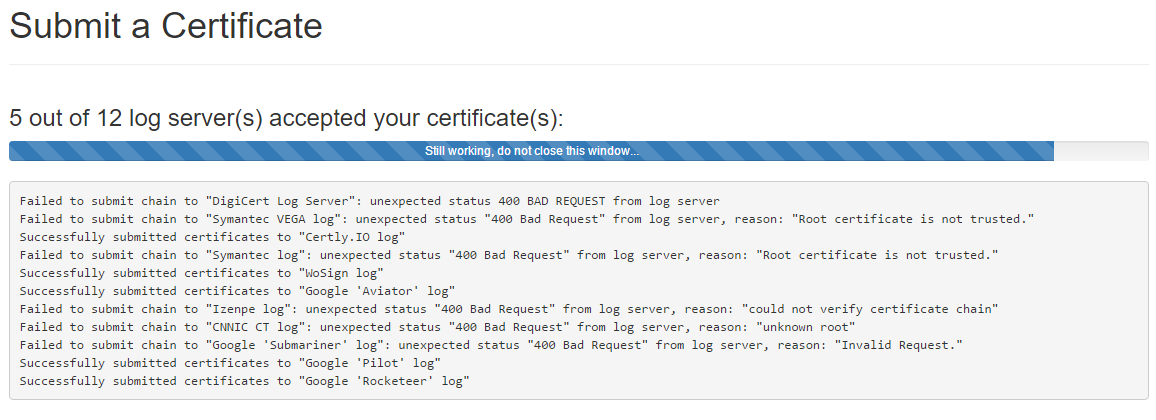 Submit a Certificate
5 out of 12 log server(s) accepted your certificate(s):
Still working, do not close this window...
Failed to submit chain to "DigiCert Log Server": unexpected status 400 BAD REQUEST from log server
Failed to submit chain to "Symantec VEGA log": unexpected status "400 Bad Request" from log server, reason: "Root certificate is not trusted."
Successfully submitted certificates to "Certly.IO log"
Failed to submit chain to "Symantec log": unexpected status "400 Bad Request" from log server, reason: "Root certificate is not trusted."
Successfully submitted certificates to "WoSign log"
Successfully submitted certificates to "Google 'Aviator' log"
Failed to submit chain to "Izenpe log": unexpected status "400 Bad Request" from log server, reason: "could not verify certificate chain"
Failed to submit chain to "CNNIC CT log": unexpected status "400 Bad Request" from log server, reason: "unknown root"
Failed to submit chain to "Google 'Submariner' log": unexpected status "400 Bad Request" from log server, reason: "Invalid Request."
Successfully submitted certificates to "Google 'Pilot' log"
Successfully submitted certificates to "Google 'Rocketeer' log"